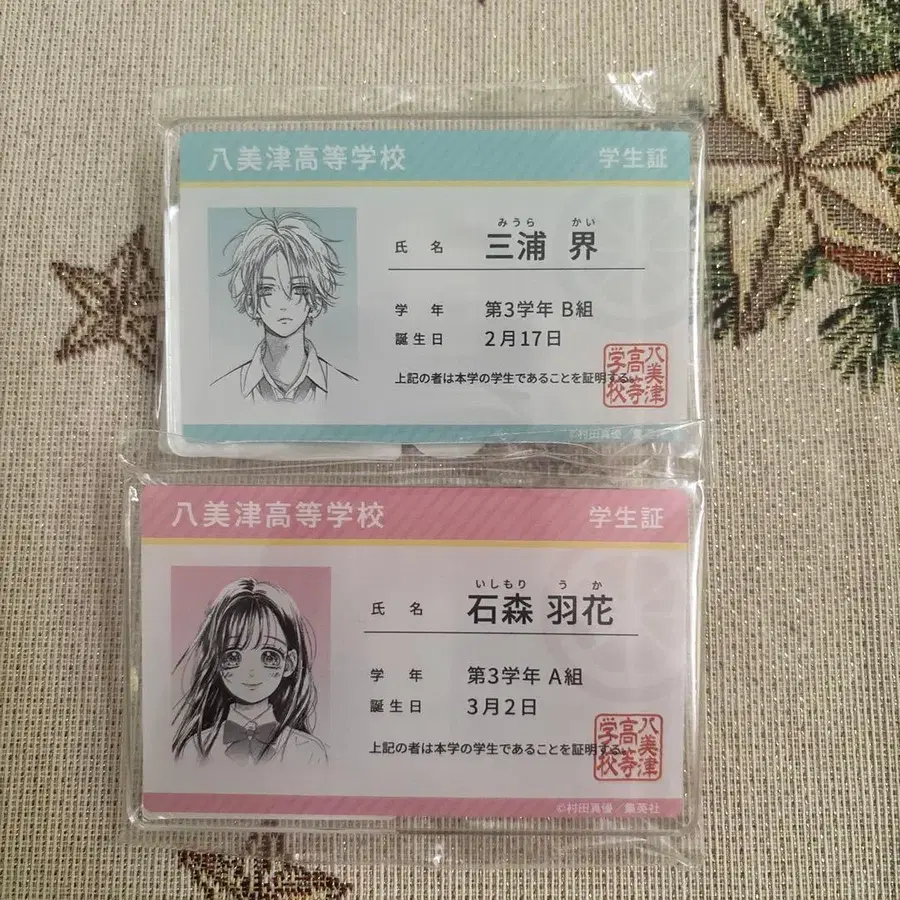 八美津高等学校 学生証
みうら かい
氏名 三浦 界
学年 第3学年 B組
誕生日 2月17日
上記の者は本学の学生であることを証明する。
八美津
高等
学校
©村田真優／集英社
八美津高等学校 学生証
いしもり うか
氏名 石森 羽花
学年 第3学年 A組
誕生日 3月2日
上記の者は本学の学生であることを証明する。
八美津
高等
学校
©村田真優／集英社